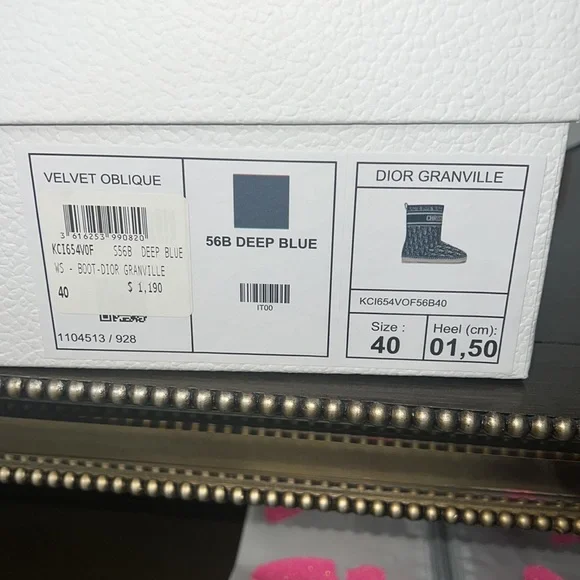 VELVET OBLIQUE
3 616253 990820
KCI654VOF S56B DEEP BLUE
WS - BOOT-DIOR GRANVILLE
40 $ 1,190
1104513 / 928
56B DEEP BLUE
IT00
DIOR GRANVILLE
KCI654VOF56B40
Size :
40
Heel (cm):
01,50